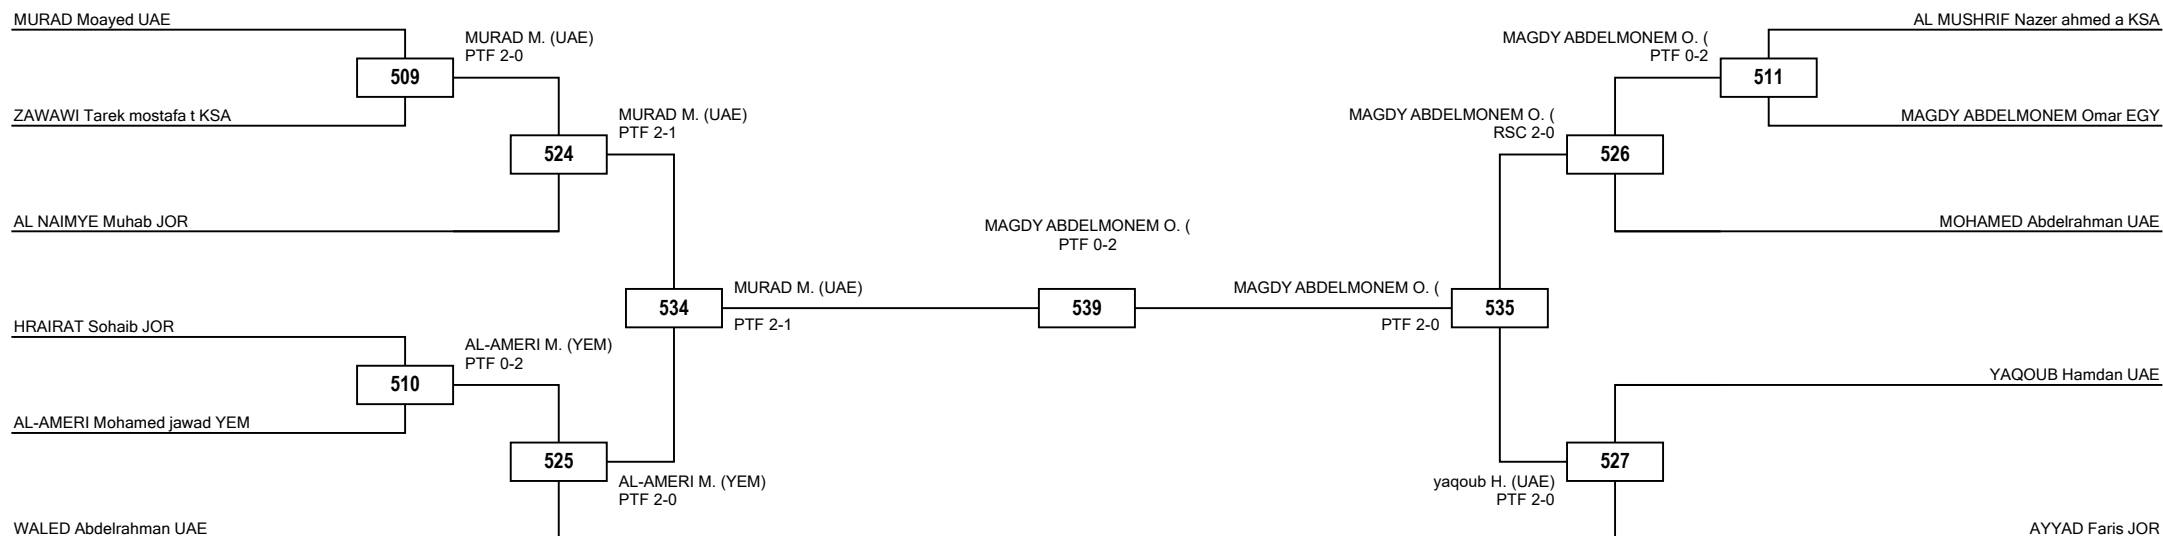 MURAD Moayed UAE
MURAD M. (UAE)
PTF 2-0
509
ZAWAWI Tarek mostafa t KSA
MURAD M. (UAE)
PTF 2-1
524
AL NAIMYE Muhab JOR
534
MURAD M. (UAE)
PTF 2-1
HRAIRAT Sohaib JOR
AL-AMERI M. (YEM)
PTF 0-2
510
AL-AMERI Mohamed jawad YEM
525
AL-AMERI M. (YEM)
PTF 2-0
WALED Abdelrahman UAE
MAGDY ABDELMONEM O. (
PTF 0-2
539
AL MUSHRIF Nazer ahmed a KSA
MAGDY ABDELMONEM O. (
PTF 0-2
511
MAGDY ABDELMONEM Omar EGY
MAGDY ABDELMONEM O. (
RSC 2-0
526
MOHAMED Abdelrahman UAE
MAGDY ABDELMONEM O. (
PTF 2-0
535
YAQOUB Hamdan UAE
527
yaqoub H. (UAE)
PTF 2-0
AYYAD Faris JOR